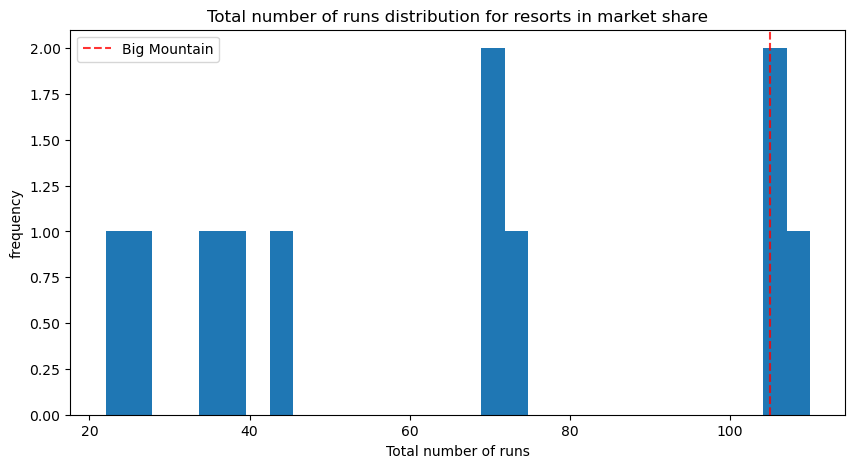 Total number of runs distribution for resorts in market share
Big Mountain
2.00
1.75
1.50
1.25
1.00
0.75
0.50
0.25
0.00
frequency
20 40 60 80 100
Total number of runs